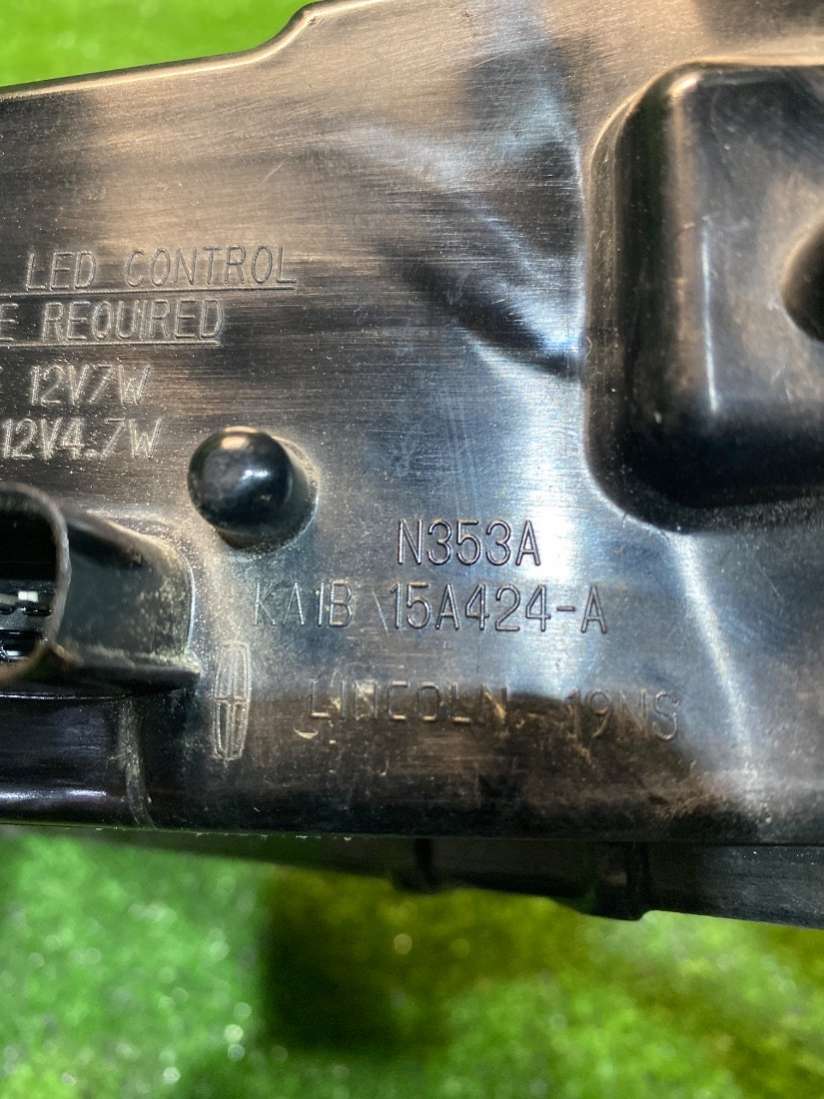 LED CONTROL
E REQUIRED
12V7W
12V4.7W
N353A
KA1B 15A424-A
LINCOLN - 19NS